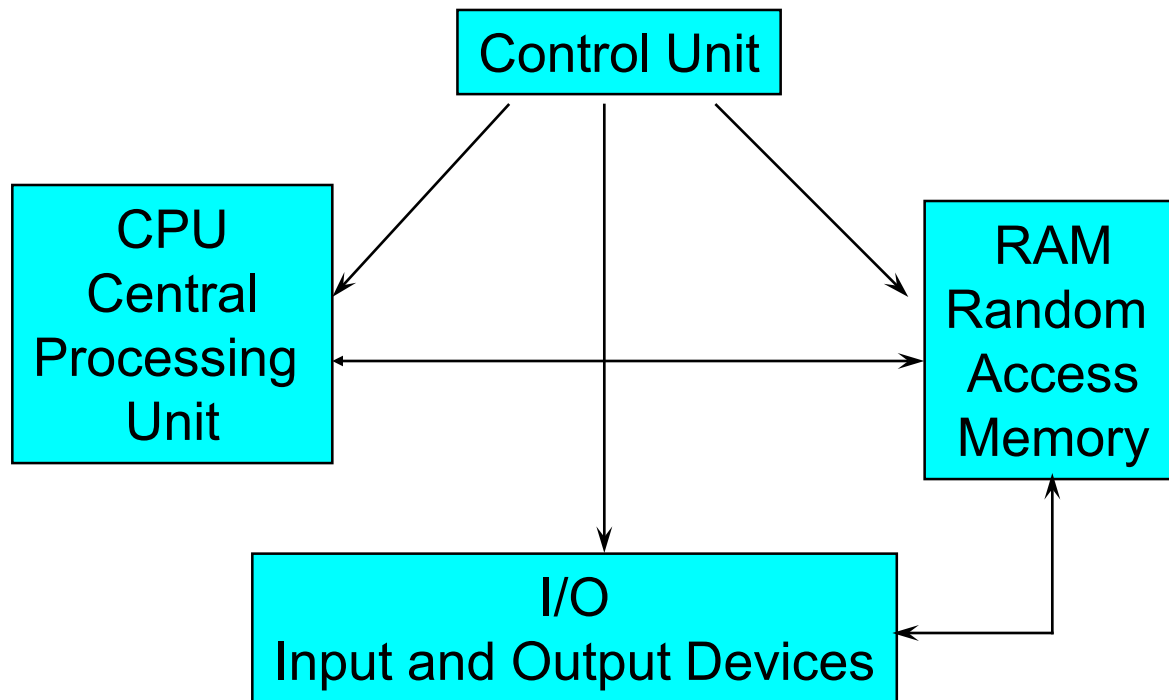 Control Unit
CPU
Central
Processing
Unit
RAM
Random
Access
Memory
I/O
Input and Output Devices